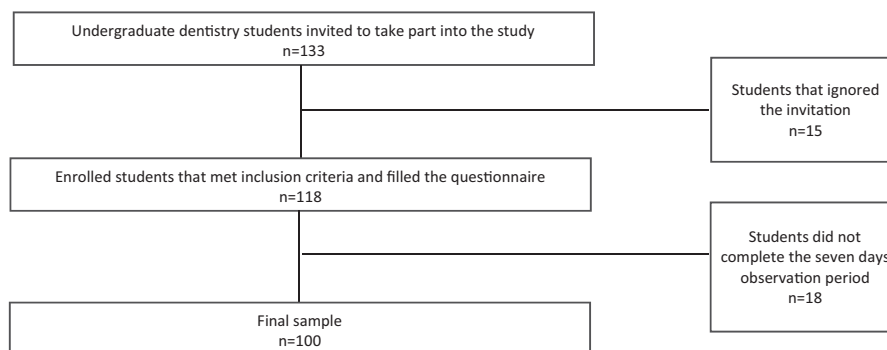 Undergraduate dentistry students invited to take part into the study
n=133
Students that ignored
the invitation
n=15
Enrolled students that met inclusion criteria and filled the questionnaire
n=118
Students did not
complete the seven days
observation period
n=18
Final sample
n=100